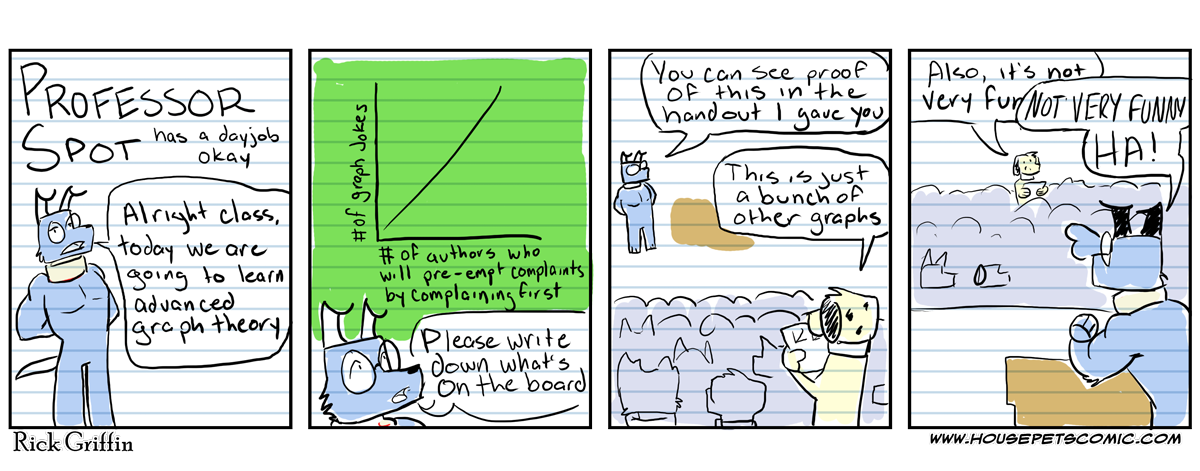 PROFESSOR
SPOT
has a dayjob
okay
Alright class,
today we are
going to learn
advanced
graph theory
# of graph Jokes
# of authors who
will pre-empt complaints
by complaining first
Please write
down what's
on the board
You can see proof
of this in the
handout I gave you
This is just
a bunch of
other graphs
Also, it's not
very fun
NOT VERY FUNNN
HA!
Rick Griffin
WWW.HOUSEPETSCOMIC.COM